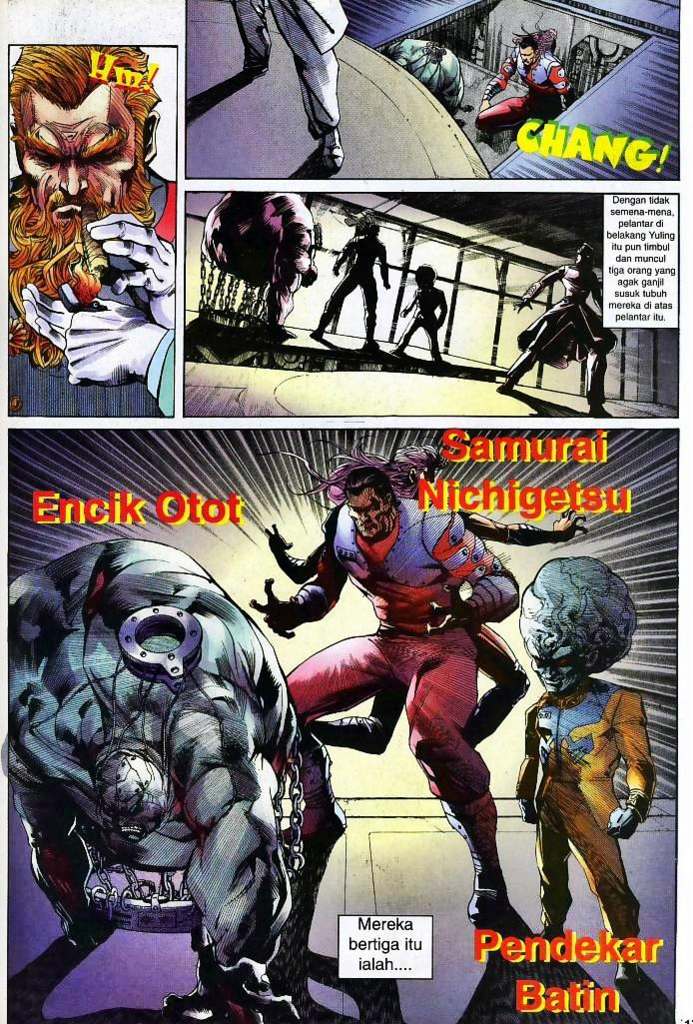 Hm!
CHANG!
Dengan tidak
semena-mena,
pelantar di
belakang Yuling
itu pun timbul
dan muncul
tiga orang yang
agak ganjil
susuk tubuh
mereka di atas
pelantar itu.
Samurai
Nichigetsu
Encik Otot
Mereka
bertiga itu
ialah....
Pendekar
Batin